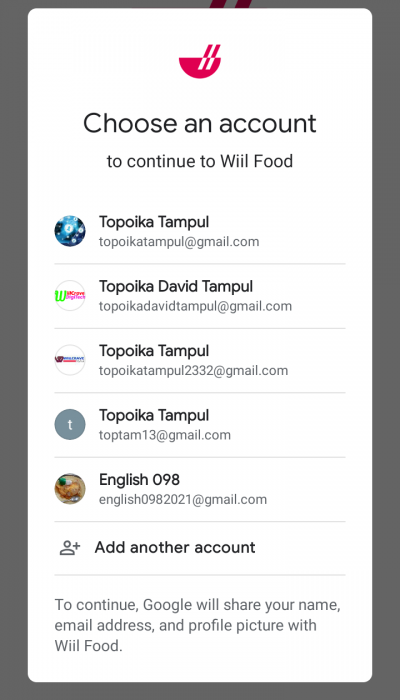 Choose an account
to continue to Wiil Food
Topoika Tampul
topoikatampul@gmail.com
Topoika David Tampul
topoikadavidtampul@gmail.com
Topoika Tampul
topoikatampul2332@gmail.com
t
Topoika Tampul
toptam13@gmail.com
English 098
english0982021@gmail.com
Add another account
To continue, Google will share your name,
email address, and profile picture with
Wiil Food.